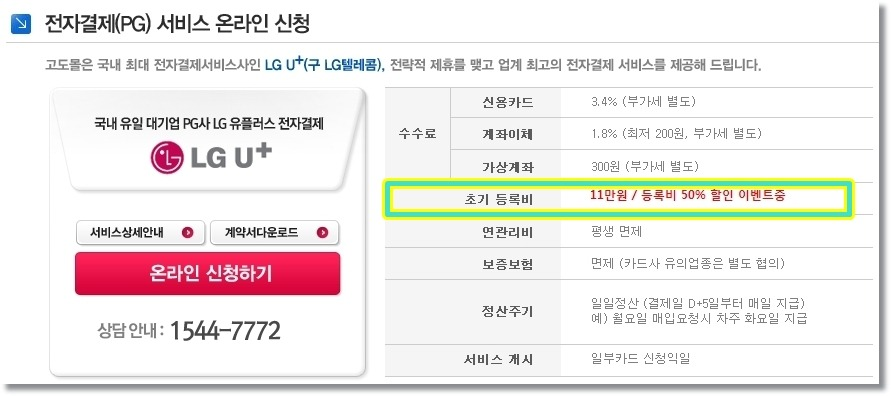 전자결제(PG) 서비스 온라인 신청
고도몰은 국내 최대 전자결제서비스사인 LG U+(구 LG텔레콤), 전략적 제휴를 맺고 업계 최고의 전자결제 서비스를 제공해 드립니다.
국내 유일 대기업 PG사 LG 유플러스 전자결제
LG U+
서비스상세안내
계약서다운로드
온라인 신청하기
상담 안내 : 1544-7772
수수료
신용카드 3.4% (부가세 별도)
계좌이체 1.8% (최저 200원, 부가세 별도)
가상계좌 300원 (부가세 별도)
초기 등록비 11만원 / 등록비 50% 할인 이벤트중
연관리비 평생 면제
보증보험 면제 (카드사 유의업종은 별도 협의)
정산주기 일일정산 (결제일 D+5일부터 매일 지급)
예) 월요일 매입요청시 차주 화요일 지급
서비스 개시 일부카드 신청익일